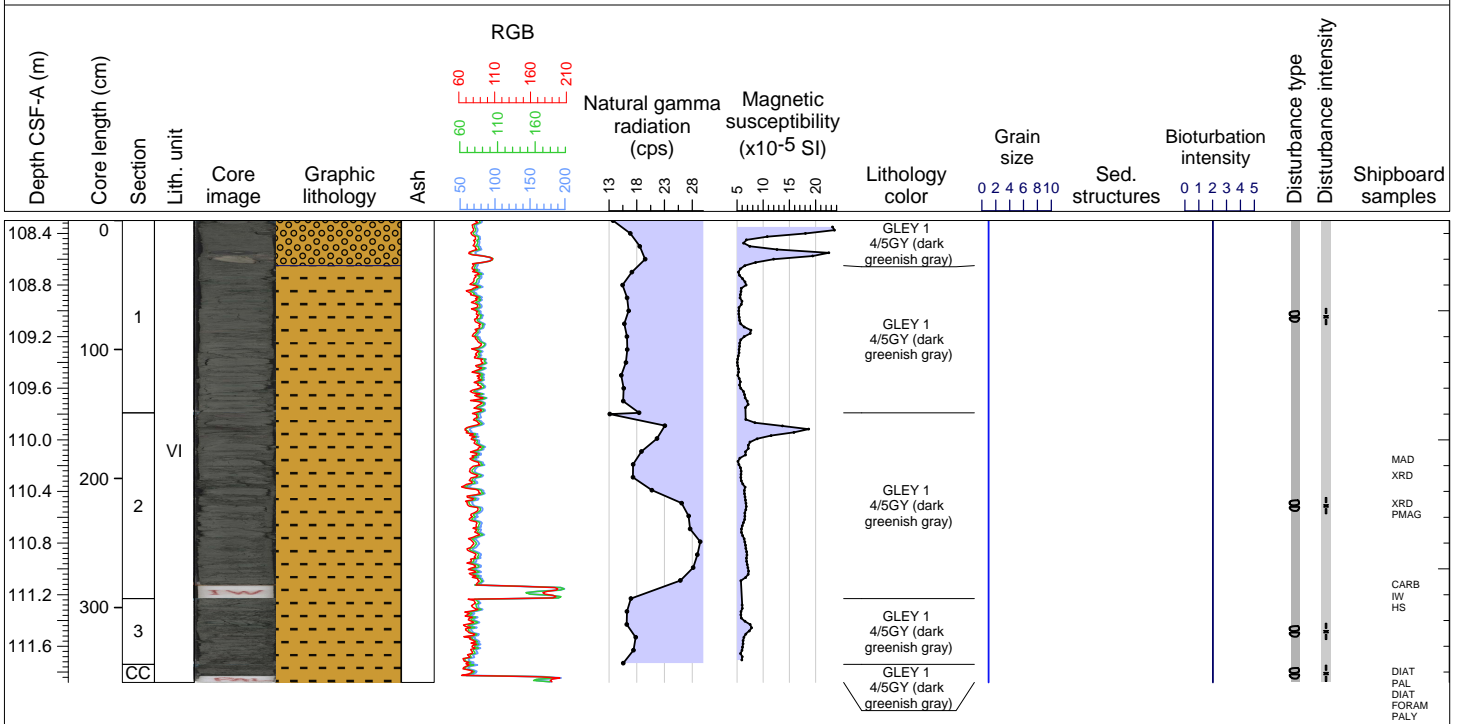 RGB
60 110 160 210
60 110 160
50 100 150 200
Depth CSF-A (m)
Core length (cm)
Section
Lith. unit
Core image
Graphic lithology
Ash
Natural gamma radiation (cps)
13 18 23 28
Magnetic susceptibility (x10-5 SI)
5 10 15 20
Lithology color
Grain size
0 2 4 6 8 10
Sed. structures
Bioturbation intensity
0 1 2 3 4 5
Disturbance type
Disturbance intensity
Shipboard samples
108.4
108.8
109.2
109.6
110.0
110.4
110.8
111.2
111.6
0
100
200
300
1
2
3
CC
VI
IW
PAL
GLEY 1
4/5GY (dark
greenish gray)
GLEY 1
4/5GY (dark
greenish gray)
GLEY 1
4/5GY (dark
greenish gray)
GLEY 1
4/5GY (dark
greenish gray)
GLEY 1
4/5GY (dark
greenish gray)
MAD
XRD
XRD
PMAG
CARB
IW
HS
DIAT
PAL
DIAT
FORAM
PALY